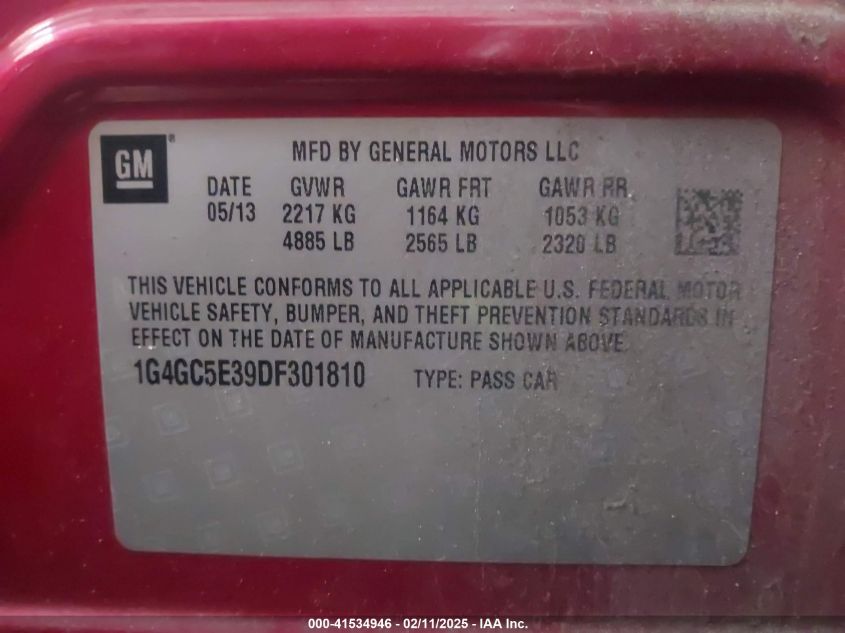 GM®
MFD BY GENERAL MOTORS LLC
DATE GVWR GAWR FRT GAWR RR
05/13 2217 KG 1164 KG 1053 KG
4885 LB 2565 LB 2320 LB
THIS VEHICLE CONFORMS TO ALL APPLICABLE U.S. FEDERAL MOTOR
VEHICLE SAFETY, BUMPER, AND THEFT PREVENTION STANDARDS IN
EFFECT ON THE DATE OF MANUFACTURE SHOWN ABOVE.
1G4GC5E39DF301810 TYPE: PASS CAR
000-41534946 - 02/11/2025 - IAA Inc.